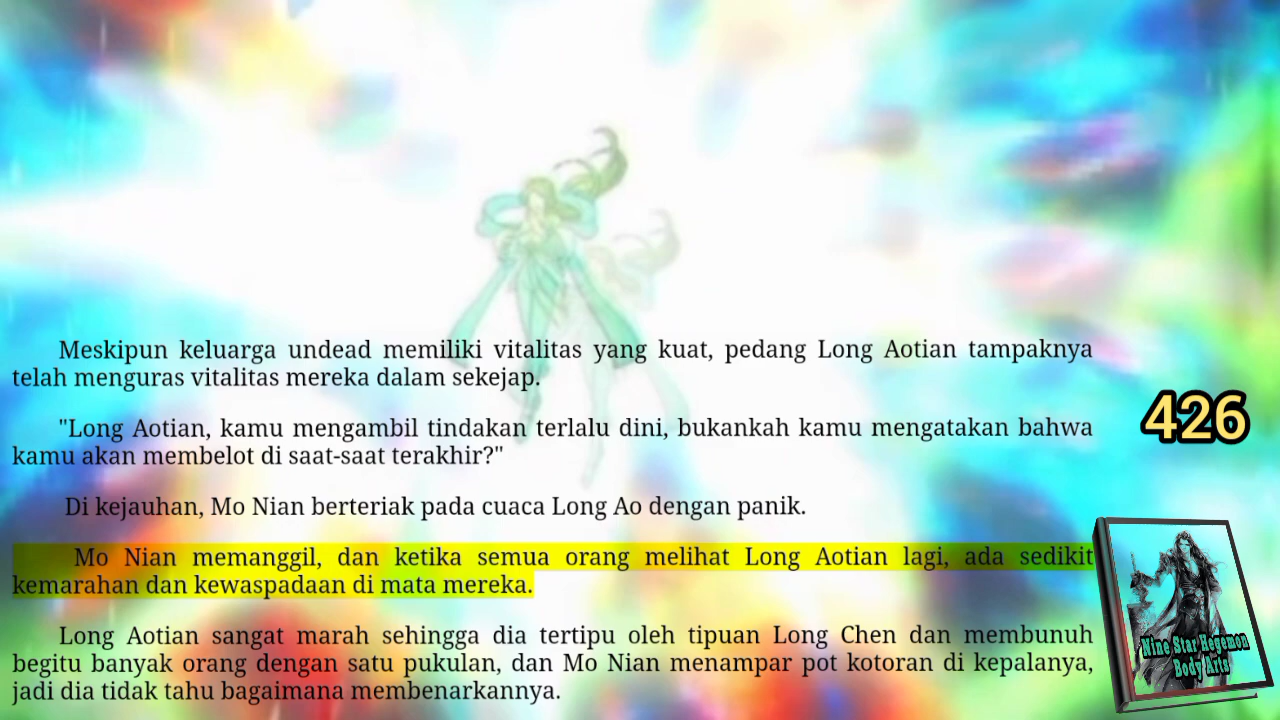 Meskipun keluarga undead memiliki vitalitas yang kuat, pedang Long Aotian tampaknya
telah menguras vitalitas mereka dalam sekejap.
"Long Aotian, kamu mengambil tindakan terlalu dini, bukankah kamu mengatakan bahwa
kamu akan membelot di saat-saat terakhir?"
Di kejauhan, Mo Nian berteriak pada cuaca Long Ao dengan panik.
Mo Nian memanggil, dan ketika semua orang melihat Long Aotian lagi, ada sedikit
kemarahan dan kewaspadaan di mata mereka.
Long Aotian sangat marah sehingga dia tertipu oleh tipuan Long Chen dan membunuh
begitu banyak orang dengan satu pukulan, dan Mo Nian menampar pot kotoran di kepalanya,
jadi dia tidak tahu bagaimana membenarkannya.
426
Nine Star Hegemon
Body Arts